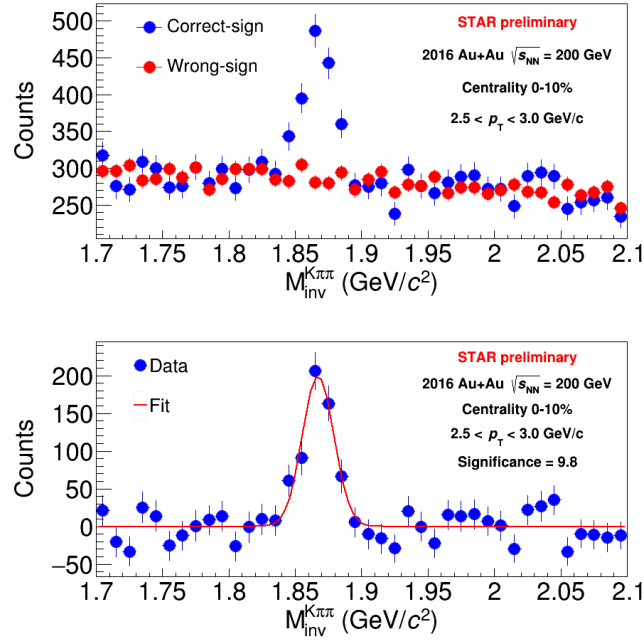 500
450
400
350
300
250
Counts
Correct-sign
Wrong-sign
STAR preliminary
2016 Au+Au √sNN = 200 GeV
Centrality 0-10%
2.5 < pT < 3.0 GeV/c
1.7 1.75 1.8 1.85 1.9 1.95 2 2.05 2.1
M^{Kππ}_{inv} (GeV/c²)
200
150
100
50
0
−50
Counts
Data
Fit
STAR preliminary
2016 Au+Au √sNN = 200 GeV
Centrality 0-10%
2.5 < pT < 3.0 GeV/c
Significance = 9.8
1.7 1.75 1.8 1.85 1.9 1.95 2 2.05 2.1
M^{Kππ}_{inv} (GeV/c²)